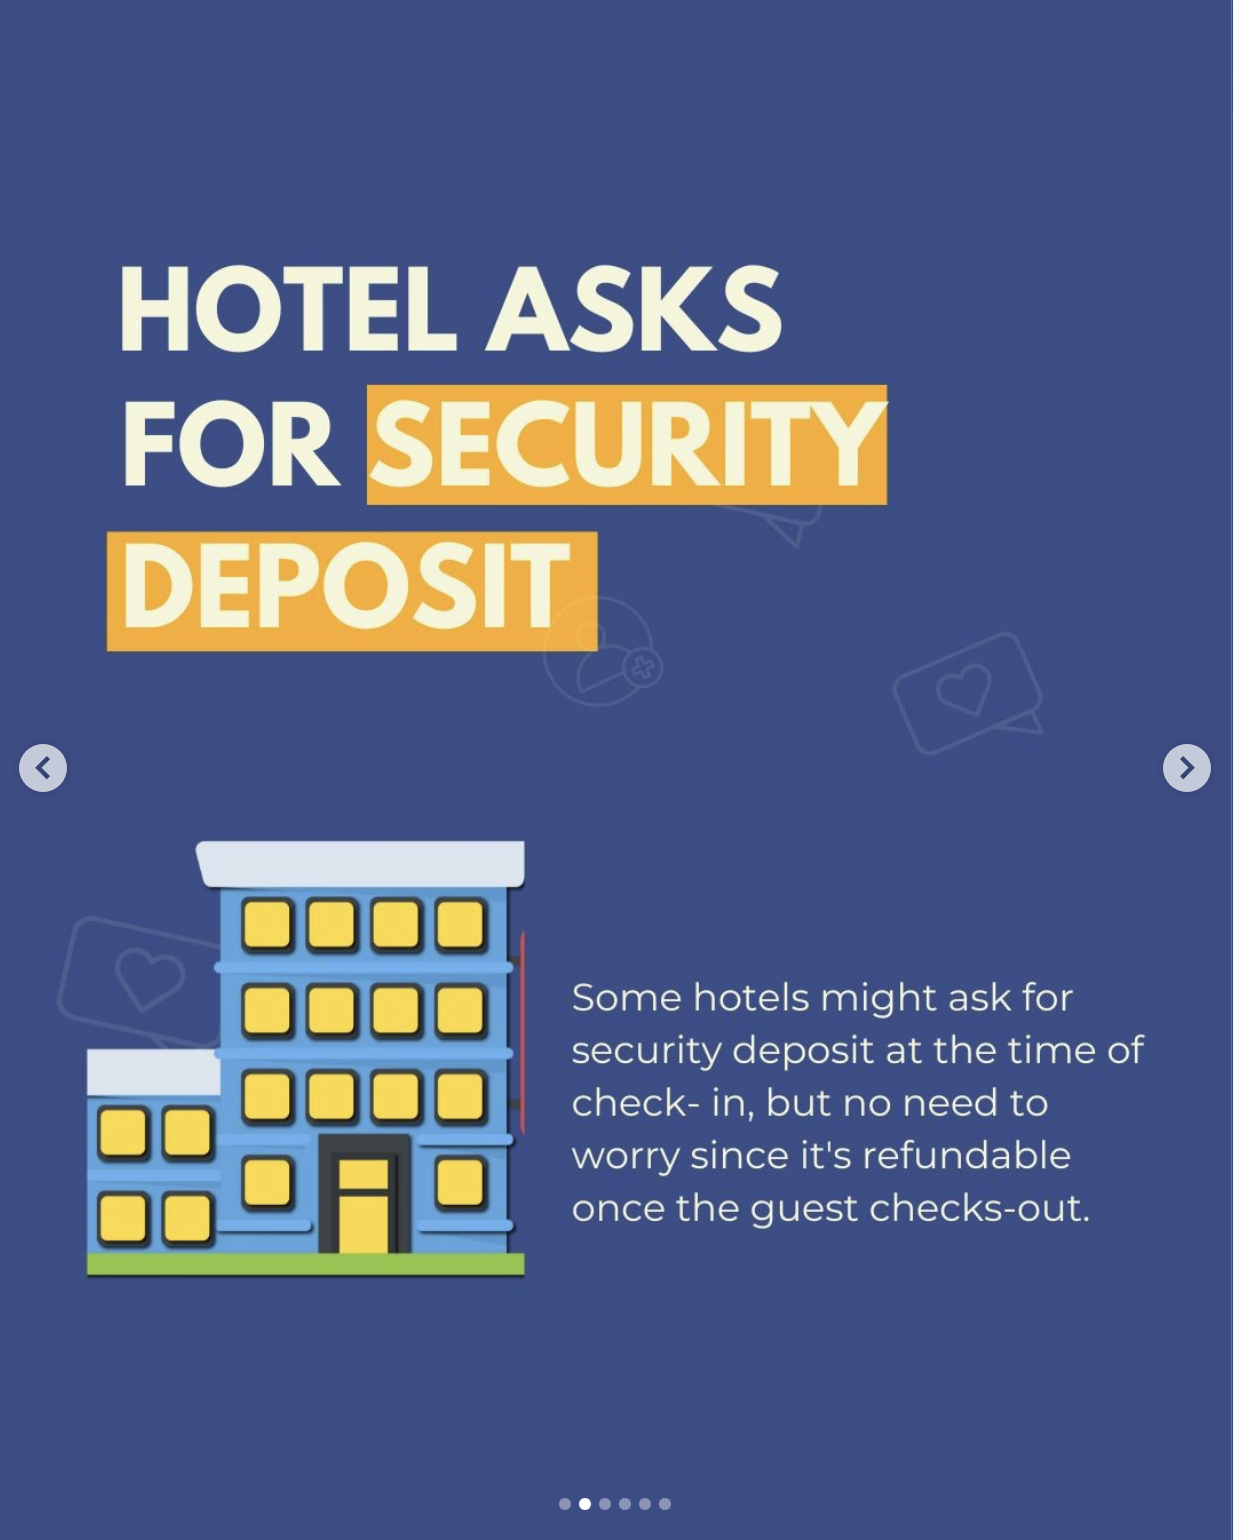 HOTEL ASKS
FOR SECURITY
DEPOSIT
Some hotels might ask for
security deposit at the time of
check- in, but no need to
worry since it's refundable
once the guest checks-out.